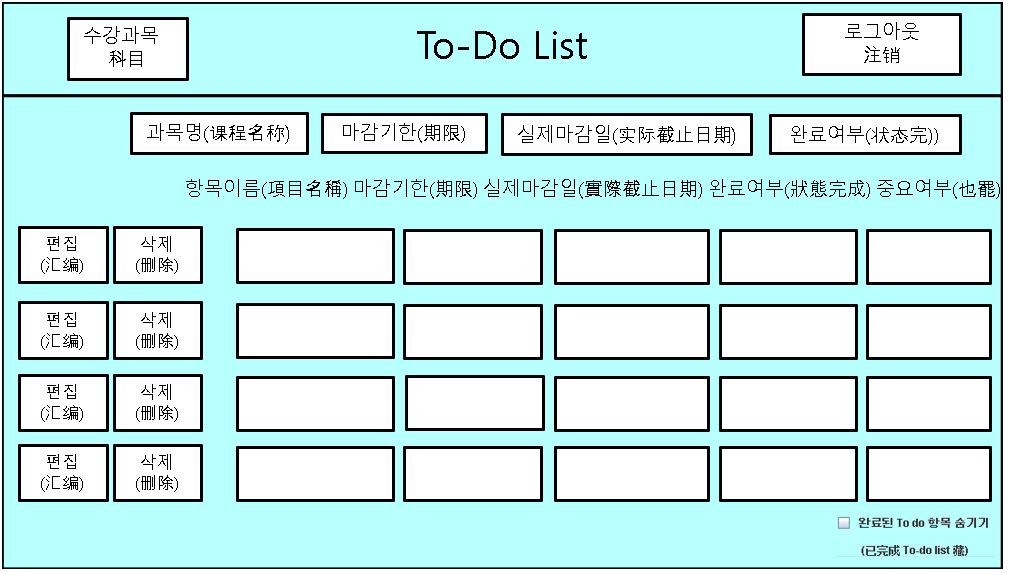 수강과목
科目
To-Do List
로그아웃
注销
과목명(课程名称)
마감기한(期限)
실제마감일(实际截止日期)
완료여부(状态完))
항목이름(項目名稱) 마감기한(期限) 실제마감일(實際截止日期) 완료여부(狀態完成) 중요여부(也罷)
편집
(汇编)
삭제
(删除)
편집
(汇编)
삭제
(删除)
편집
(汇编)
삭제
(删除)
편집
(汇编)
삭제
(删除)
완료된 To do 항목 숨기기
(已完成 To-do list 藏)